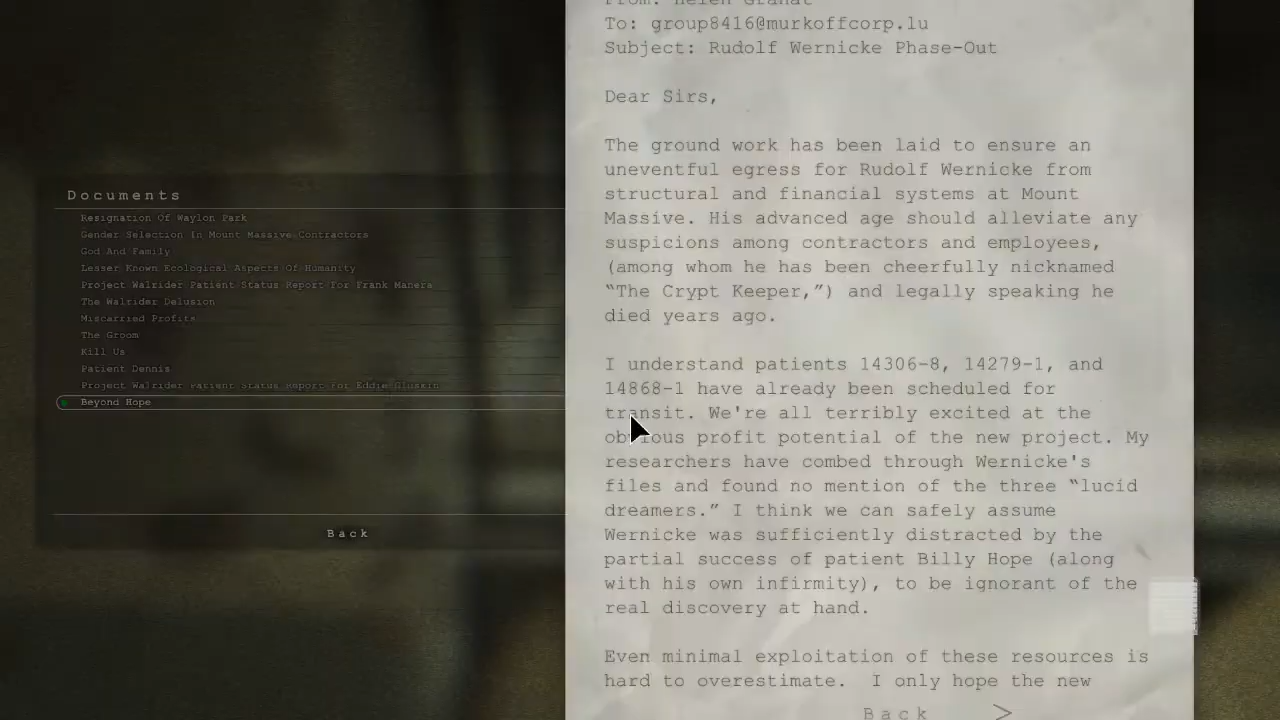 From: Helen Granat
To: group8416@murkoffcorp.lu
Subject: Rudolf Wernicke Phase-Out
Dear Sirs,
The ground work has been laid to ensure an
uneventful egress for Rudolf Wernicke from
structural and financial systems at Mount
Massive. His advanced age should alleviate any
suspicions among contractors and employees,
(among whom he has been cheerfully nicknamed
“The Crypt Keeper,”) and legally speaking he
died years ago.
I understand patients 14306-8, 14279-1, and
14868-1 have already been scheduled for
transit. We're all terribly excited at the
obvious profit potential of the new project. My
researchers have combed through Wernicke's
files and found no mention of the three “lucid
dreamers.” I think we can safely assume
Wernicke was sufficiently distracted by the
partial success of patient Billy Hope (along
with his own infirmity), to be ignorant of the
real discovery at hand.
Even minimal exploitation of these resources is
hard to overestimate.  I only hope the new
Back >
Documents
Resignation Of Waylon Park
Gender Selection In Mount Massive Contractors
God And Family
Lesser Known Ecological Aspects Of Humanity
Project Walrider Patient Status Report For Frank Manera
The Walrider Delusion
Miscarried Profits
The Groom
Kill Us
Patient Dennis
Project Walrider Patient Status Report For Eddie Gluskin
Beyond Hope
Back